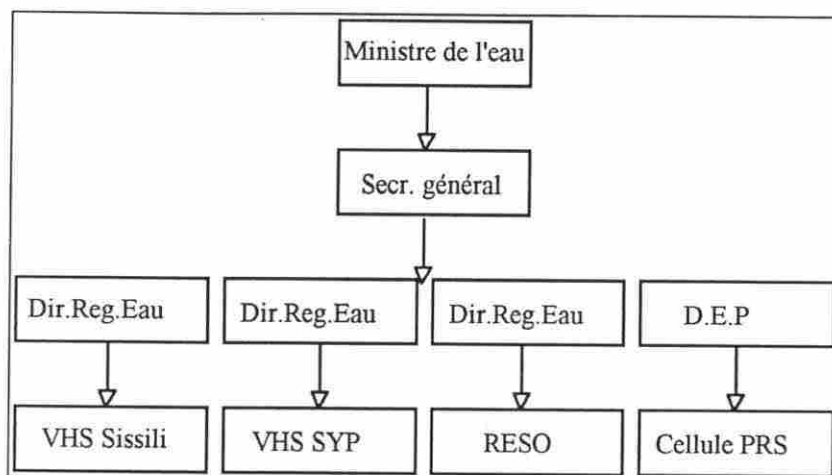 Ministre de l'eau
Secr. général
Dir.Reg.Eau
Dir.Reg.Eau
Dir.Reg.Eau
D.E.P
VHS Sissili
VHS SYP
RESO
Cellule PRS